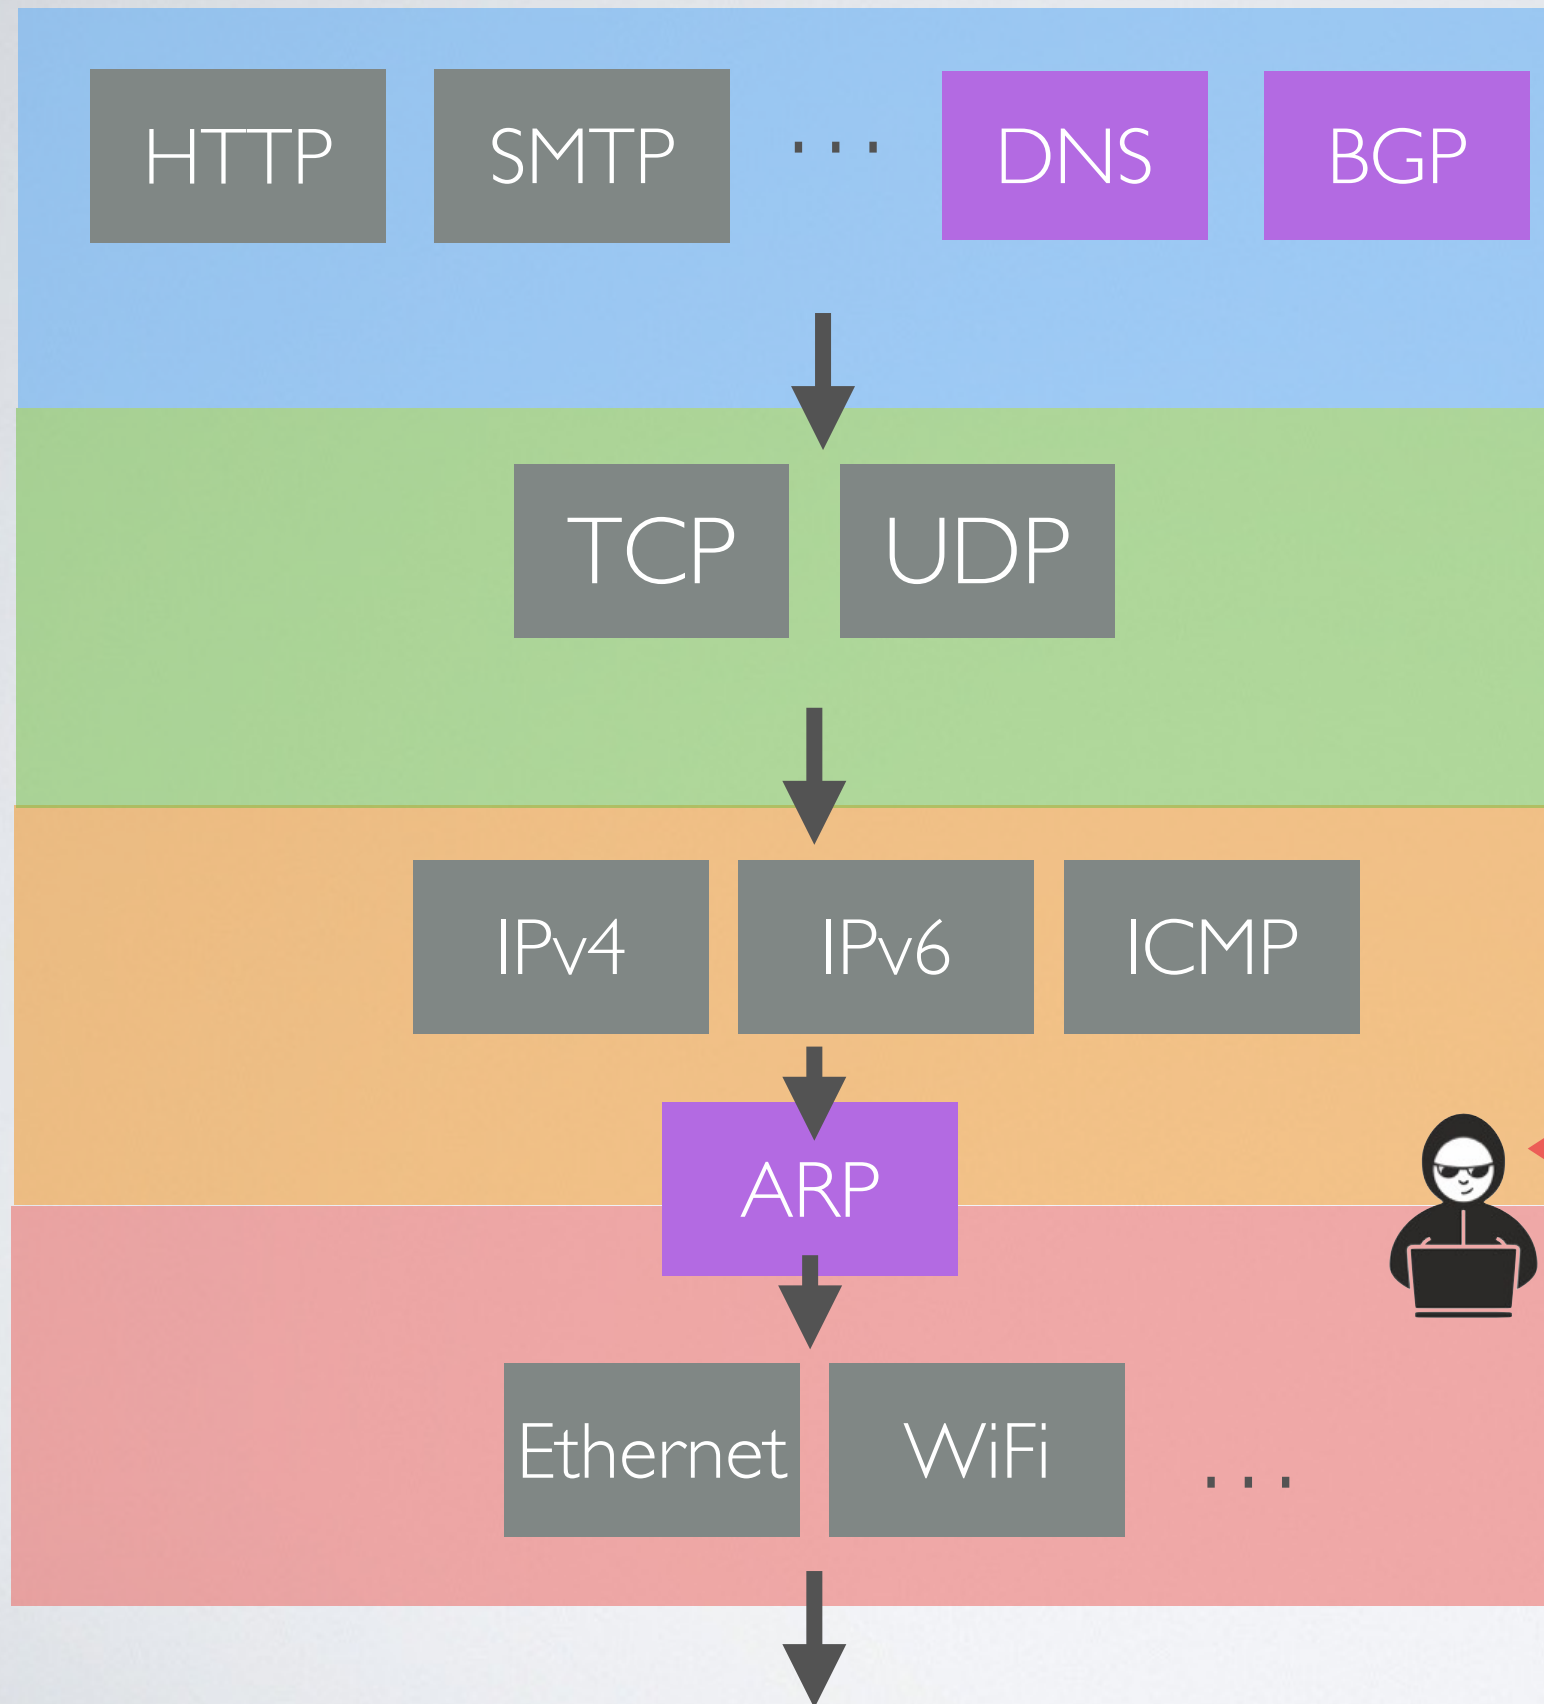 HTTP SMTP ... DNS BGP
TCP UDP
IPv4 IPv6 ICMP
ARP
Ethernet WiFi ...